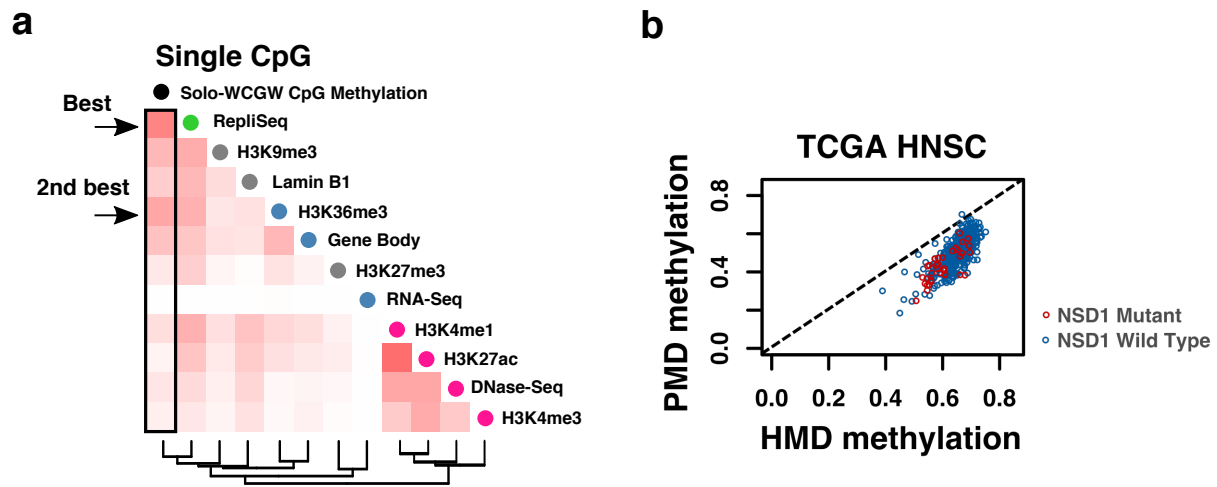 a
Single CpG
Solo-WCGW CpG Methylation
Best
RepliSeq
H3K9me3
Lamin B1
2nd best
H3K36me3
Gene Body
H3K27me3
RNA-Seq
H3K4me1
H3K27ac
DNase-Seq
H3K4me3
b
TCGA HNSC
PMD methylation
0.8
0.4
0.0
0.0 0.2 0.4 0.6 0.8
HMD methylation
NSD1 Mutant
NSD1 Wild Type